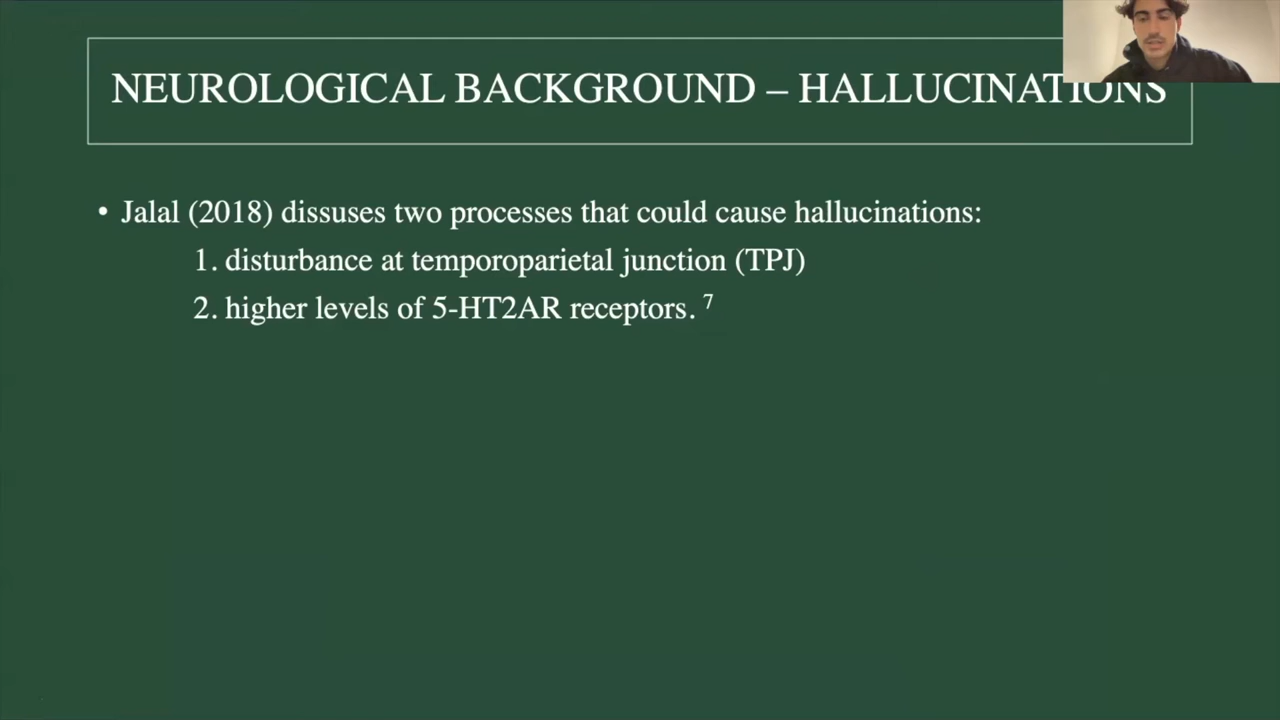 NEUROLOGICAL BACKGROUND – HALLUCINATIONS
• Jalal (2018) dissuses two processes that could cause hallucinations:
1. disturbance at temporoparietal junction (TPJ)
2. higher levels of 5-HT2AR receptors. 7